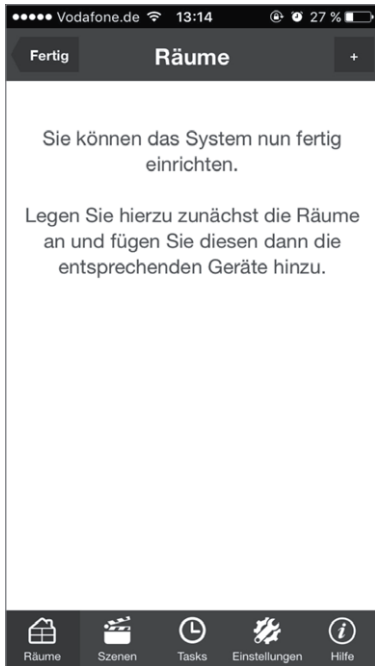 Vodafone.de 13:14 27 %
Fertig Räume +
Sie können das System nun fertig
einrichten.
Legen Sie hierzu zunächst die Räume
an und fügen Sie diesen dann die
entsprechenden Geräte hinzu.
Räume Szenen Tasks Einstellungen Hilfe